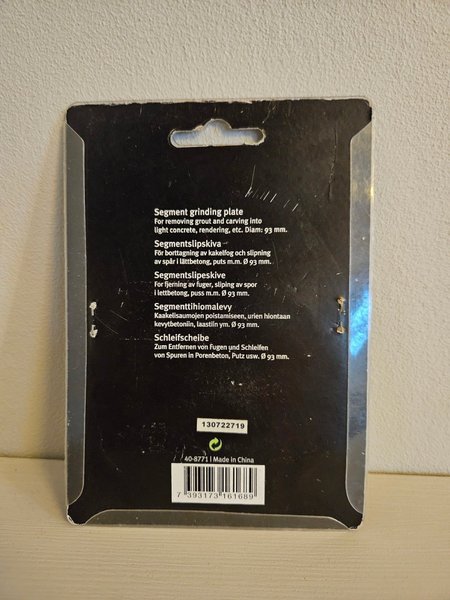 Segment grinding plate
For removing grout and carving into
light concrete, rendering, etc. Diam: 93 mm.
Segmentslipskiva
För borttagning av kakelfog och slipning
av spår i lättbetong, puts m.m. Ø 93 mm.
Segmentslipeskive
For fjerning av fuger, sliping av spor
i lettbetong, puss m.m. Ø 93 mm.
Segmenttihiomalevy
Kaakelisaumojen poistamiseen, urien hiontaan
kevytbetoniin, laastiin ym. Ø 93 mm.
Schleifscheibe
Zum Entfernen von Fugen und Schleifen
von Spuren in Porenbeton, Putz usw. Ø 93 mm.
130722719
40-8771 | Made in China
7 393173 161689